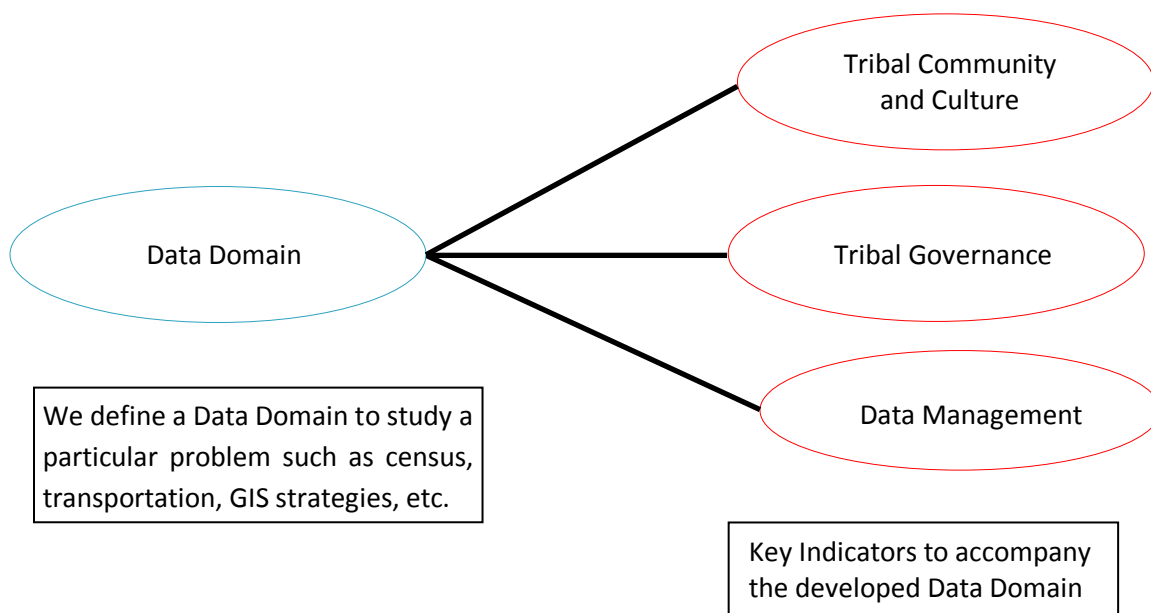 Tribal Community
and Culture
Data Domain
Tribal Governance
Data Management
We define a Data Domain to study a
particular problem such as census,
transportation, GIS strategies, etc.
Key Indicators to accompany
the developed Data Domain